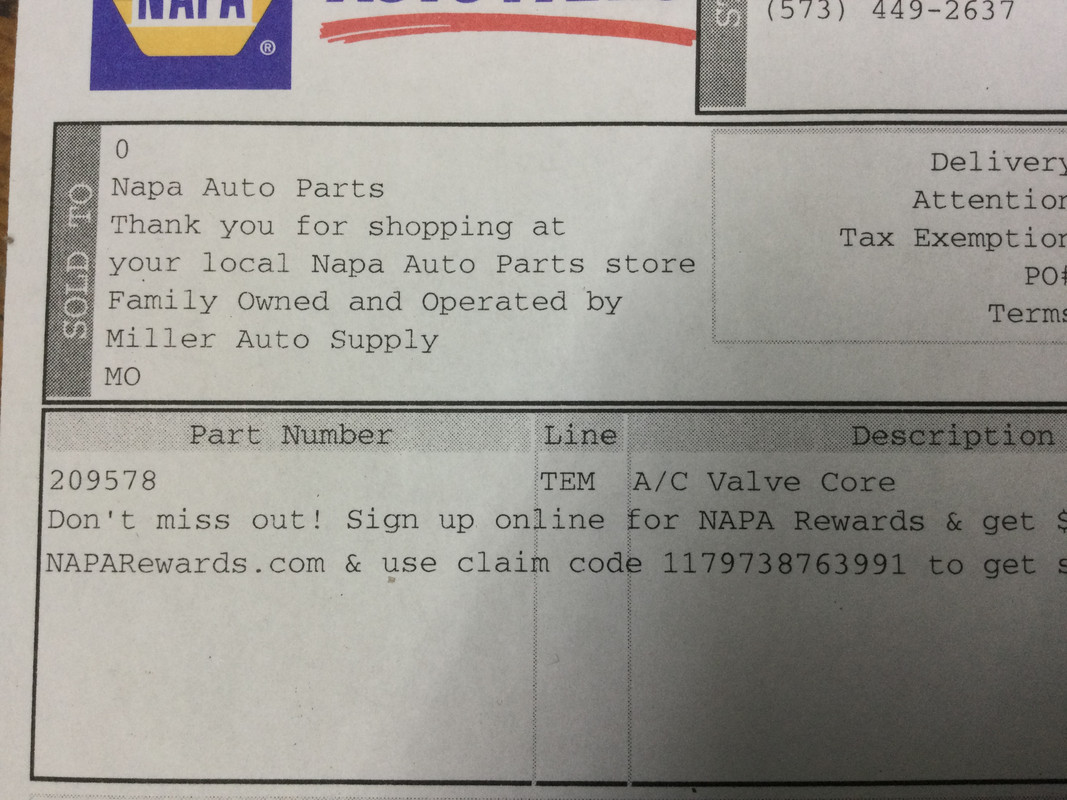 NAPA
®
(573) 449-2637
SOLD TO
0
Napa Auto Parts
Thank you for shopping at
your local Napa Auto Parts store
Family Owned and Operated by
Miller Auto Supply
MO
Delivery
Attention
Tax Exemption
PO#
Terms
Part Number Line Description
209578 TEM A/C Valve Core
Don't miss out! Sign up online for NAPA Rewards & get $
NAPARewards.com & use claim code 1179738763991 to get s